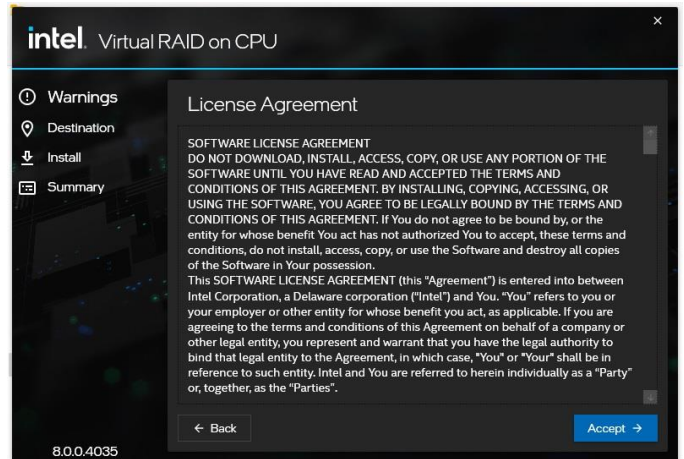 intel. Virtual RAID on CPU
Warnings
Destination
Install
Summary
8.0.0.4035
License Agreement
SOFTWARE LICENSE AGREEMENT
DO NOT DOWNLOAD, INSTALL, ACCESS, COPY, OR USE ANY PORTION OF THE
SOFTWARE UNTIL YOU HAVE READ AND ACCEPTED THE TERMS AND
CONDITIONS OF THIS AGREEMENT. BY INSTALLING, COPYING, ACCESSING, OR
USING THE SOFTWARE, YOU AGREE TO BE LEGALLY BOUND BY THE TERMS AND
CONDITIONS OF THIS AGREEMENT. If You do not agree to be bound by, or the
entity for whose benefit You act has not authorized You to accept, these terms and
conditions, do not install, access, copy, or use the Software and destroy all copies
of the Software in Your possession.
This SOFTWARE LICENSE AGREEMENT (this “Agreement”) is entered into between
Intel Corporation, a Delaware corporation (“Intel”) and You. “You” refers to you or
your employer or other entity for whose benefit you act, as applicable. If you are
agreeing to the terms and conditions of this Agreement on behalf of a company or
other legal entity, you represent and warrant that you have the legal authority to
bind that legal entity to the Agreement, in which case, "You" or "Your" shall be in
reference to such entity. Intel and You are referred to herein individually as a “Party”
or, together, as the “Parties”.
← Back
Accept →